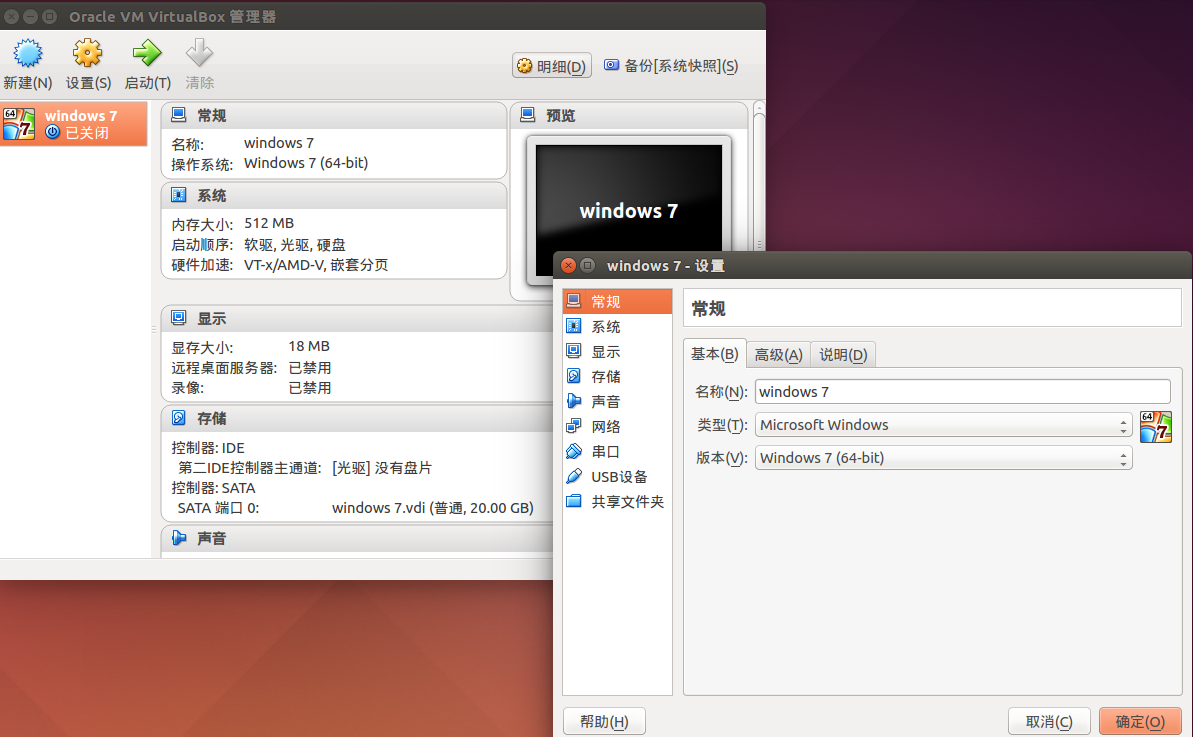 Oracle VM VirtualBox 管理器
新建(N) 设置(S) 启动(T) 清除
明细(D) 备份[系统快照](S)
64 7
windows 7
已关闭
常规
名称: windows 7
操作系统: Windows 7 (64-bit)
系统
内存大小: 512 MB
启动顺序: 软驱, 光驱, 硬盘
硬件加速: VT-x/AMD-V, 嵌套分页
预览
windows 7
显示
显存大小: 18 MB
远程桌面服务器: 已禁用
录像: 已禁用
存储
控制器: IDE
第二IDE控制器主通道: [光驱] 没有盘片
控制器: SATA
SATA 端口 0: windows 7.vdi (普通, 20.00 GB)
声音
windows 7 - 设置
常规
系统
显示
存储
声音
网络
串口
USB设备
共享文件夹
常规
基本(B) 高级(A) 说明(D)
名称(N): windows 7
类型(T): Microsoft Windows
64 7
版本(V): Windows 7 (64-bit)
帮助(H) 取消(C) 确定(O)